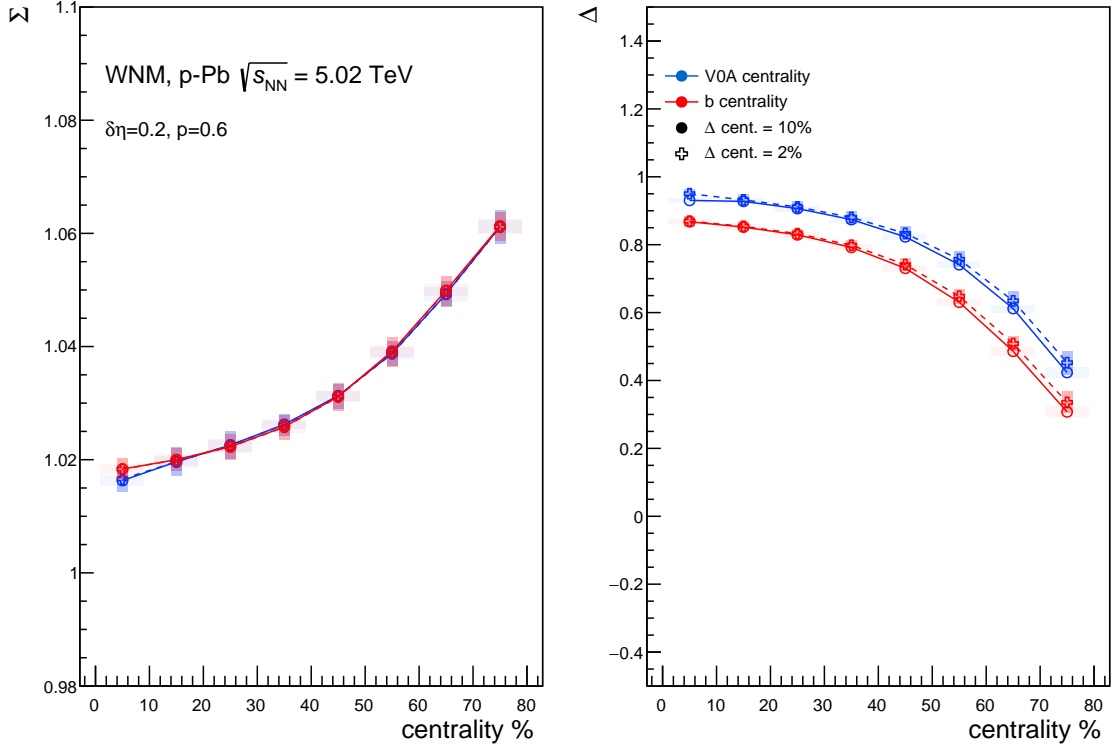 Σ
1.1
WNM, p-Pb √s_NN = 5.02 TeV
δη=0.2, p=0.6
1.08
1.06
1.04
1.02
1
0.98
0 10 20 30 40 50 60 70 80
centrality %
Δ
1.4
1.2
1
0.8
0.6
0.4
0.2
0
−0.2
−0.4
V0A centrality
b centrality
Δ cent. = 10%
Δ cent. = 2%
0 10 20 30 40 50 60 70 80
centrality %